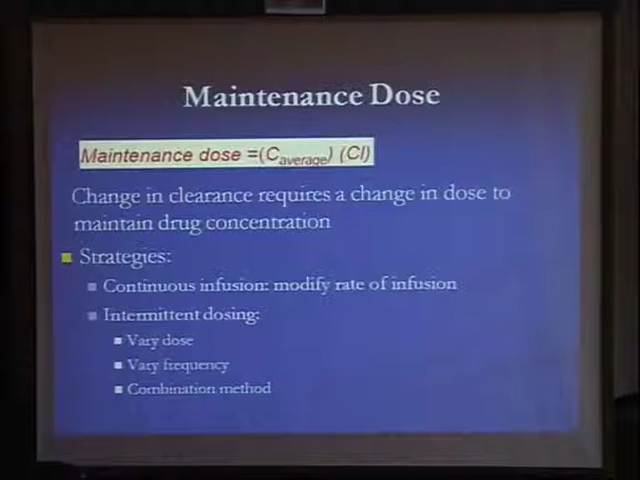 Maintenance Dose
Maintenance dose =(Caverage) (Cl)
Change in clearance requires a change in dose to
maintain drug concentration
Strategies:
Continuous infusion: modify rate of infusion
Intermittent dosing:
Vary dose
Vary frequency
Combination method